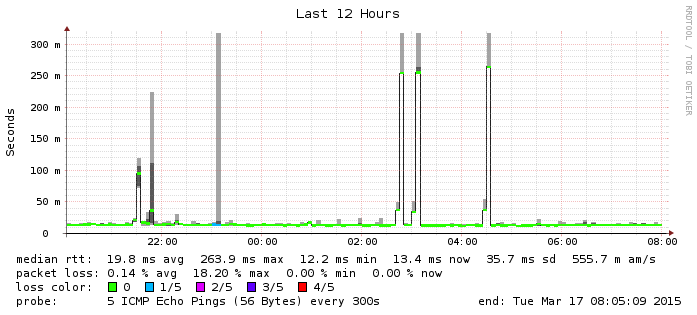 Last 12 Hours
RRDTOOL / TOBI OETIKER
Seconds
300 m
250 m
200 m
150 m
100 m
50 m
0
22:00 00:00 02:00 04:00 06:00 08:00
median rtt: 19.8 ms avg 263.9 ms max 12.2 ms min 13.4 ms now 35.7 ms sd 555.7 m am/s
packet loss: 0.14 % avg 18.20 % max 0.00 % min 0.00 % now
loss color: 0 1/5 2/5 3/5 4/5
probe: 5 ICMP Echo Pings (56 Bytes) every 300s end: Tue Mar 17 08:05:09 2015